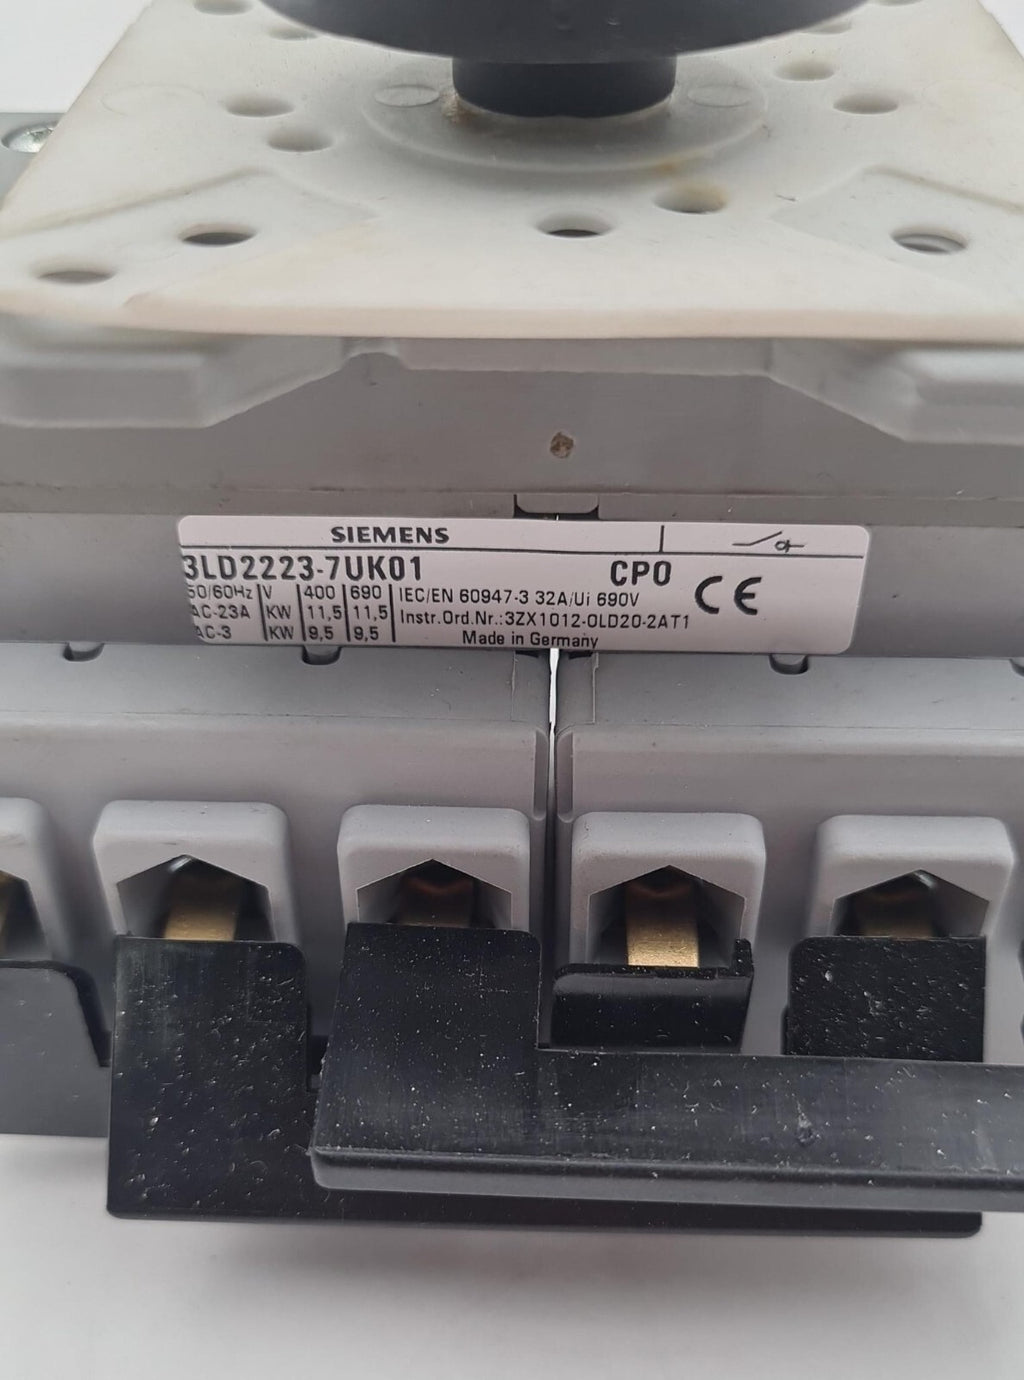 SIEMENS
3LD2223-7UK01 CP0 CE
50/60Hz V 400 690 IEC/EN 60947-3 32A/Ui 690V
AC-23A KW 11,5 11,5 Instr.Ord.Nr.:3ZX1012-0LD20-2AT1
AC-3 KW 9,5 9,5 Made in Germany